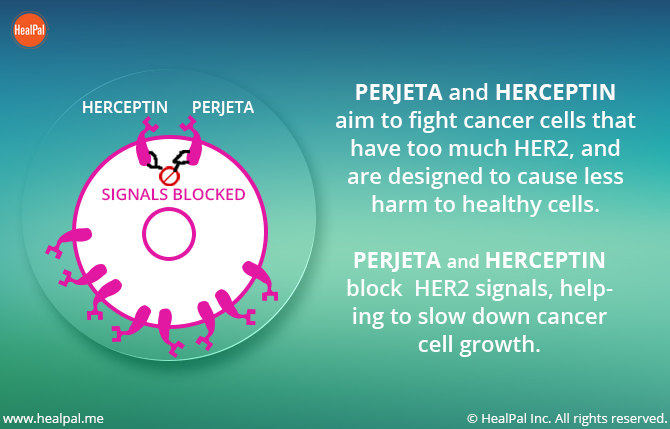 HealPal
HERCEPTIN PERJETA
SIGNALS BLOCKED
PERJETA and HERCEPTIN
aim to fight cancer cells that
have too much HER2, and
are designed to cause less
harm to healthy cells.
PERJETA and HERCEPTIN
block HER2 signals, help-
ing to slow down cancer
cell growth.
www.healpal.me
© HealPal Inc. All rights reserved.